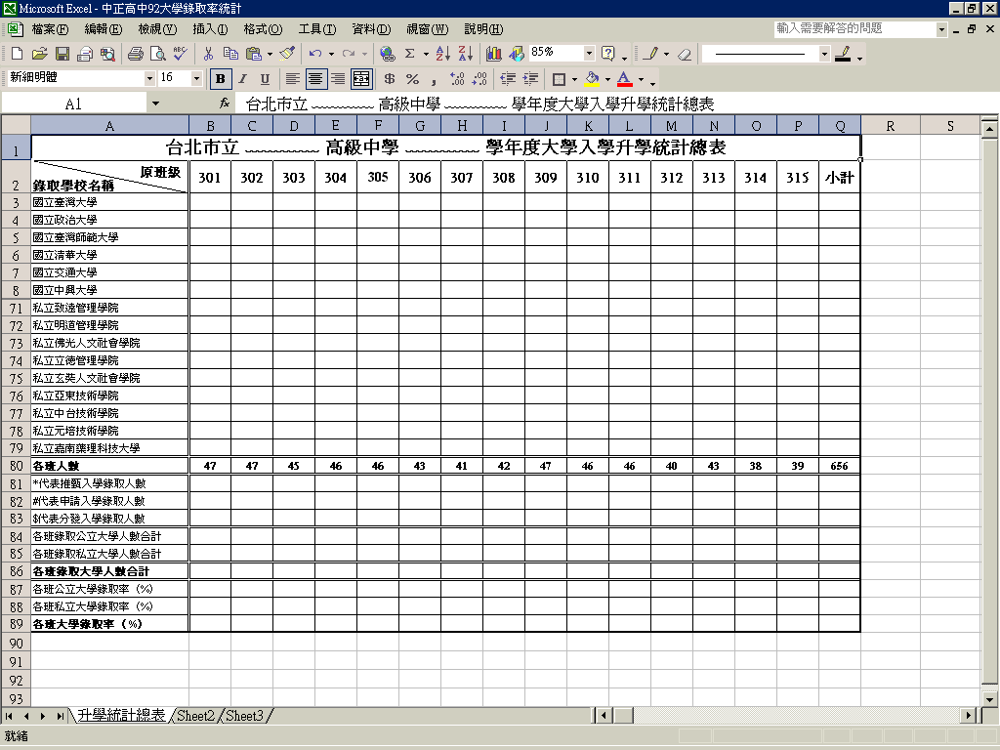 Microsoft Excel - 中正高中92大學錄取率統計
檔案(F) 編輯(E) 檢視(V) 插入(I) 格式(O) 工具(T) 資料(D) 視窗(W) 說明(H) 輸入需要解答的問題
85%
新細明體 16 B I U $ % ,
A1 fx 台北市立 高級中學 學年度大學入學升學統計總表
A B C D E F G H I J K L M N O P Q R S
1 台北市立 高級中學 學年度大學入學升學統計總表
原班級
2 錄取學校名稱 301 302 303 304 305 306 307 308 309 310 311 312 313 314 315 小計
3 國立臺灣大學
4 國立政治大學
5 國立臺灣師範大學
6 國立清華大學
7 國立交通大學
8 國立中興大學
71 私立致遠管理學院
72 私立明道管理學院
73 私立佛光人文社會學院
74 私立立德管理學院
75 私立玄奘人文社會學院
76 私立亞東技術學院
77 私立中台技術學院
78 私立元培技術學院
79 私立嘉南藥理科技大學
80 各班人數 47 47 45 46 46 43 41 42 47 46 46 40 43 38 39 656
81 *代表推甄入學錄取人數
82 #代表申請入學錄取人數
83 $代表分發入學錄取人數
84 各班錄取公立大學人數合計
85 各班錄取私立大學人數合計
86 各班錄取大學人數合計
87 各班公立大學錄取率（%）
88 各班私立大學錄取率（%）
89 各班大學錄取率（%）
90
91
92
93
升學統計總表 Sheet2 Sheet3
就緒